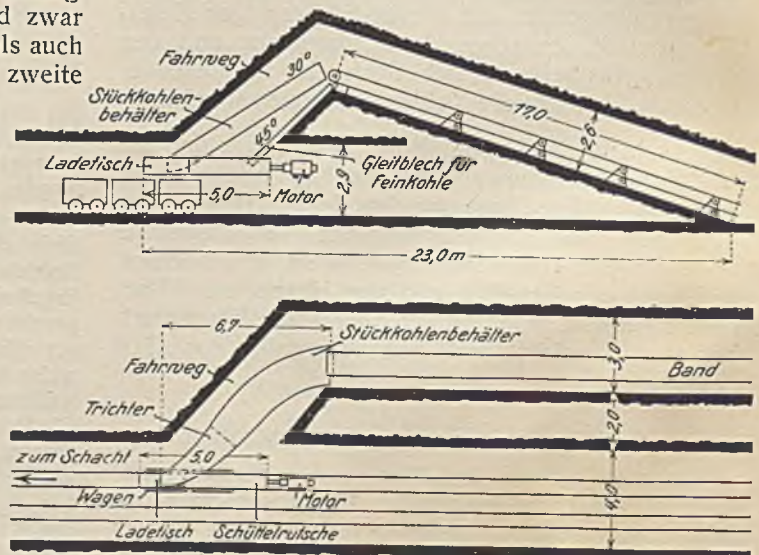 d zwar
ls auch
zweite
Fahrweg
30°
Stückkohlen-
behälter
17,0
2,6
45°
Ladetisch
Gleitblech für
Feinkohle
5,0
Motor
2,9
23,0 m
6,7
Stückkohlenbehälter
Fahrweg
3,0
Band
Trichter
2,0
zum Schacht
5,0
Wagen
Motor
4,0
Ladetisch
Schüttelrutsche